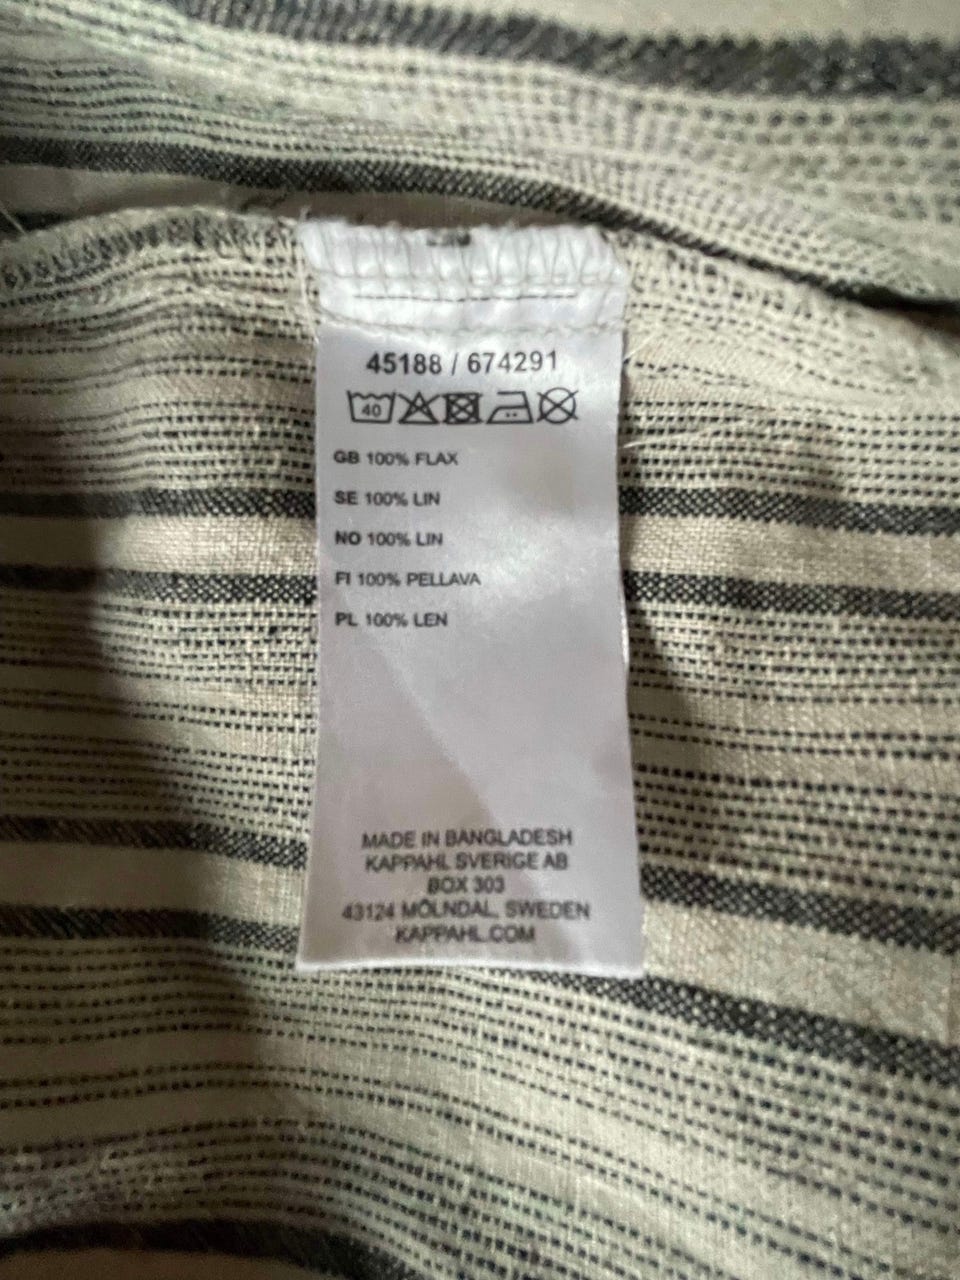 45188 / 674291
40
GB 100% FLAX
SE 100% LIN
NO 100% LIN
FI 100% PELLAVA
PL 100% LEN
MADE IN BANGLADESH
KAPPAHL SVERIGE AB
BOX 303
43124 MÖLNDAL, SWEDEN
KAPPAHL.COM